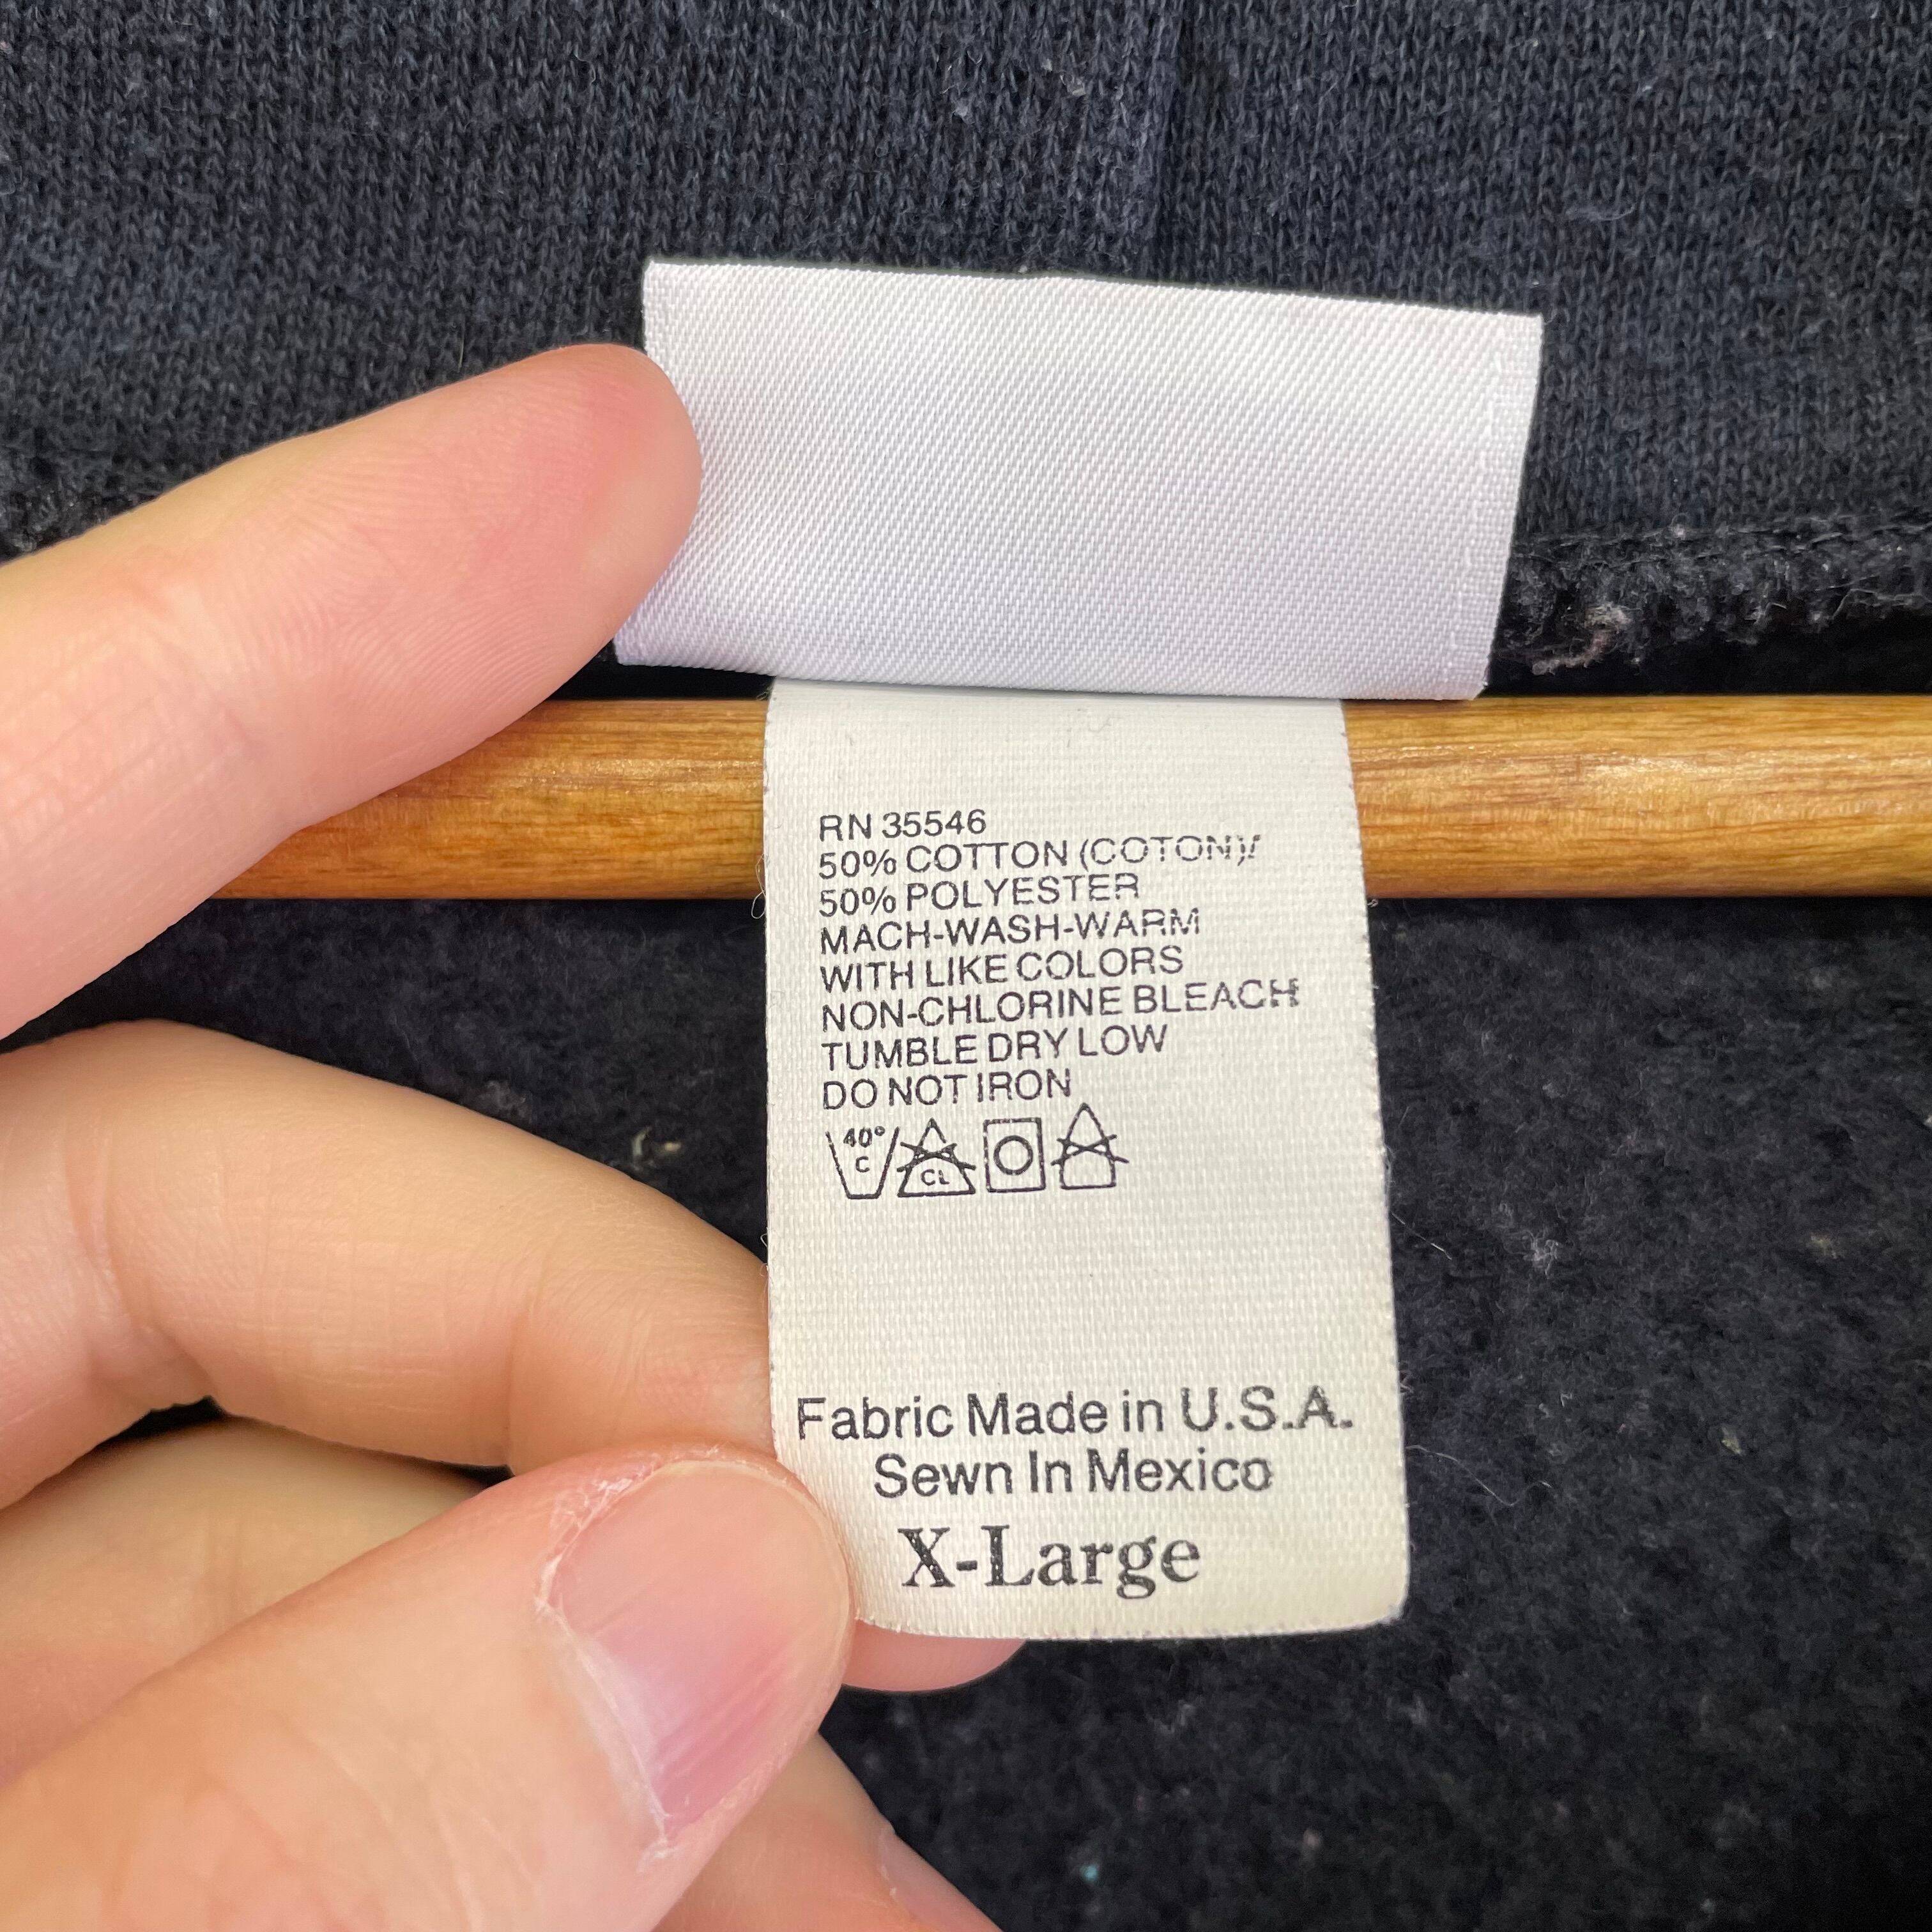 RN 35546
50% COTTON (COTON)/
50% POLYESTER
MACH-WASH-WARM
WITH LIKE COLORS
NON-CHLORINE BLEACH
TUMBLE DRY LOW
DO NOT IRON
40° C CL
Fabric Made in U.S.A.
Sewn In Mexico
X-Large